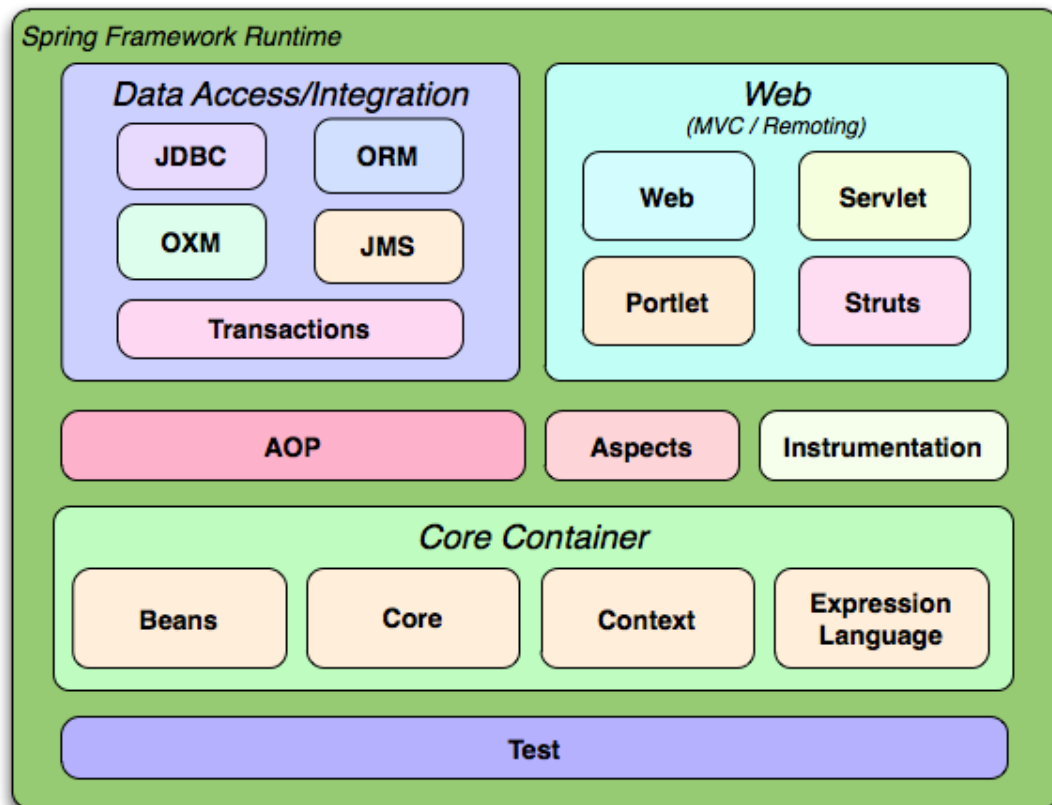 Spring Framework Runtime
Data Access/Integration
JDBC
ORM
OXM
JMS
Transactions
Web
(MVC / Remoting)
Web
Servlet
Portlet
Struts
AOP
Aspects
Instrumentation
Core Container
Beans
Core
Context
Expression
Language
Test